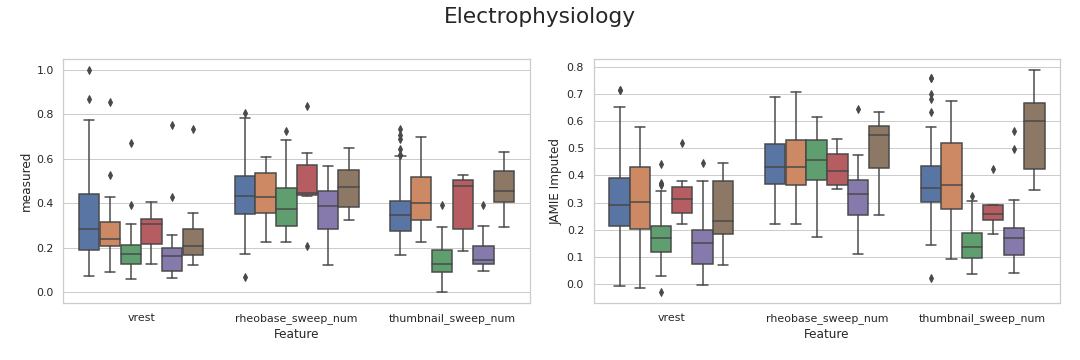 Electrophysiology
measured
1.0
0.8
0.6
0.4
0.2
0.0
vrest
rheobase_sweep_num
thumbnail_sweep_num
Feature
JAMIE Imputed
0.8
0.7
0.6
0.5
0.4
0.3
0.2
0.1
0.0
vrest
rheobase_sweep_num
thumbnail_sweep_num
Feature